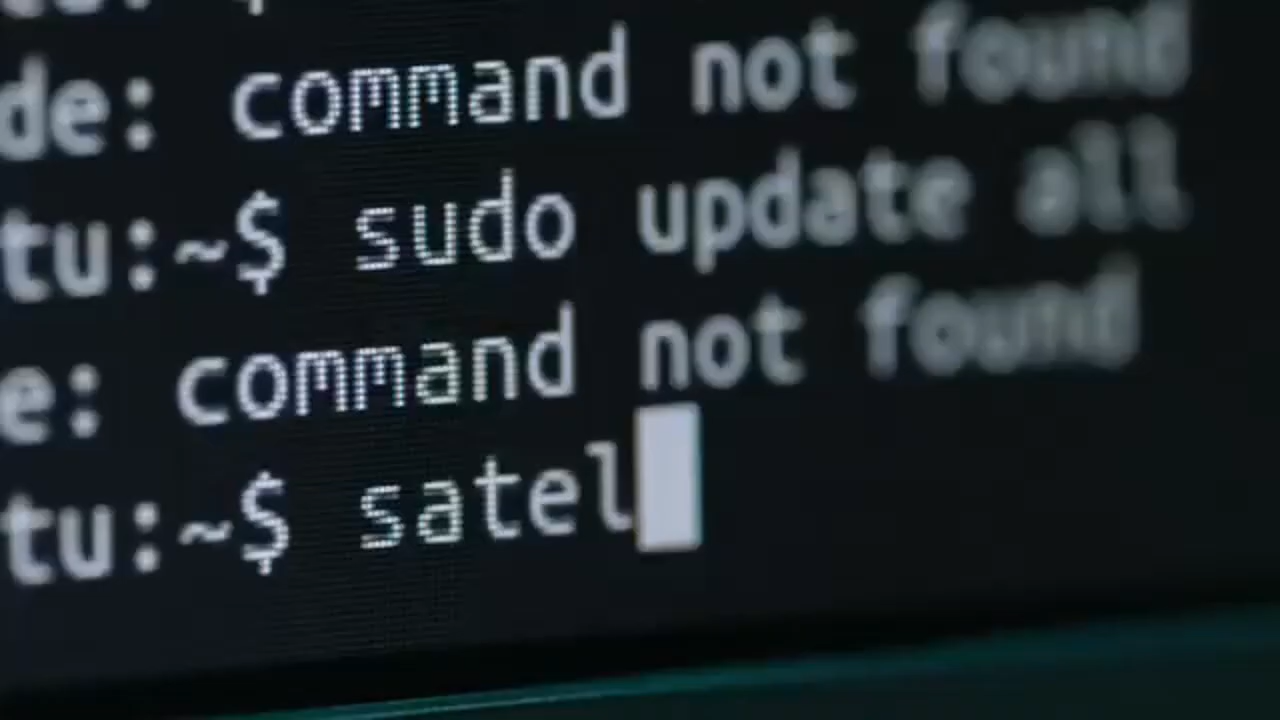 de: command not found
tu:~$ sudo update all
e: command not found
tu:~$ satel